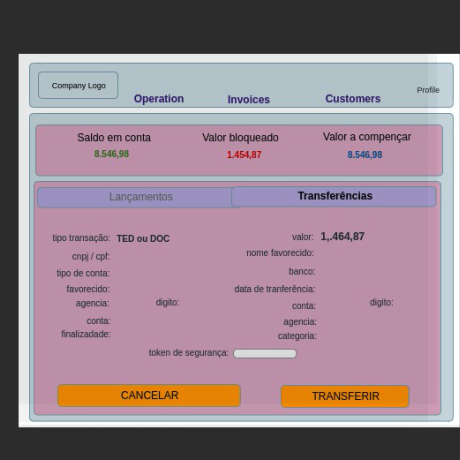 Company Logo
Operation Invoices Customers Profile
Saldo em conta Valor bloqueado Valor a compençar
8.546,98 1.454,87 8.546,98
Lançamentos Transferências
tipo transação: TED ou DOC valor: 1,.464,87
cnpj / cpf: nome favorecido:
tipo de conta: banco:
favorecido: data de tranferência:
agencia: digito: conta: digito:
conta: agencia:
finalizadade: categoria:
token de segurança:
CANCELAR TRANSFERIR